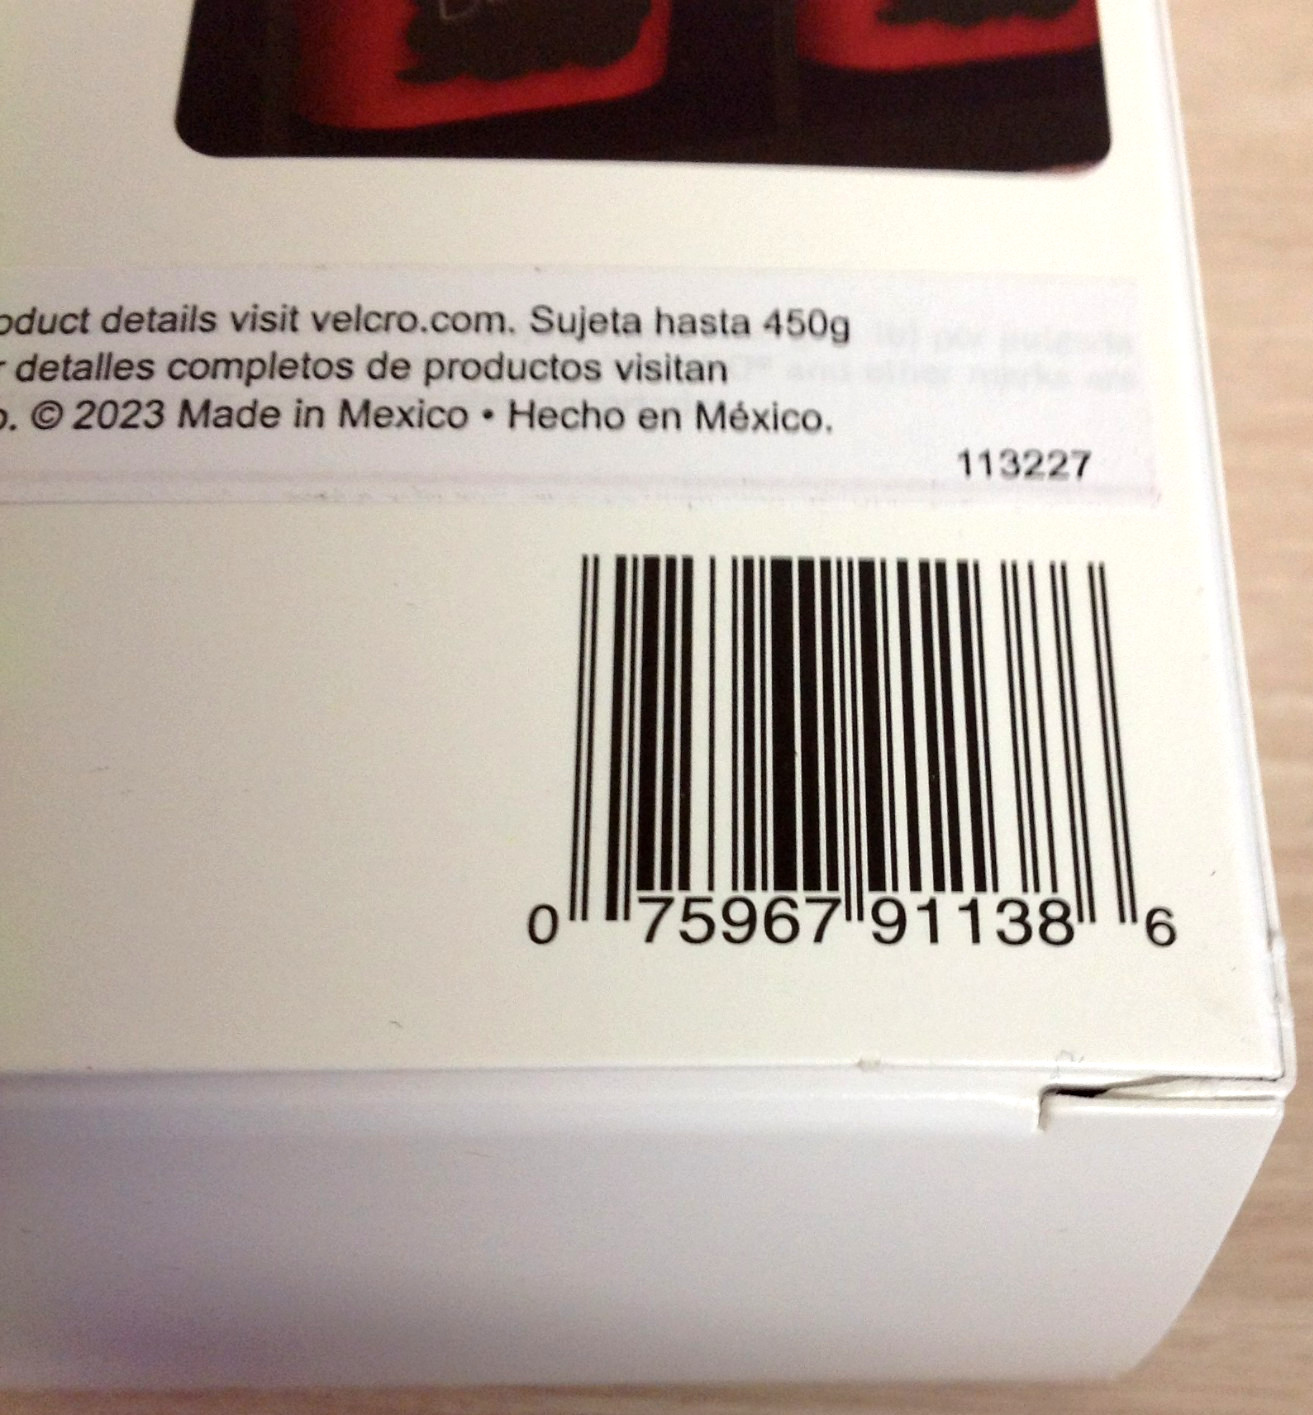 oduct details visit velcro.com. Sujeta hasta 450g
detalles completos de productos visitan
. © 2023 Made in Mexico • Hecho en México.
113227
0 75967 91138 6